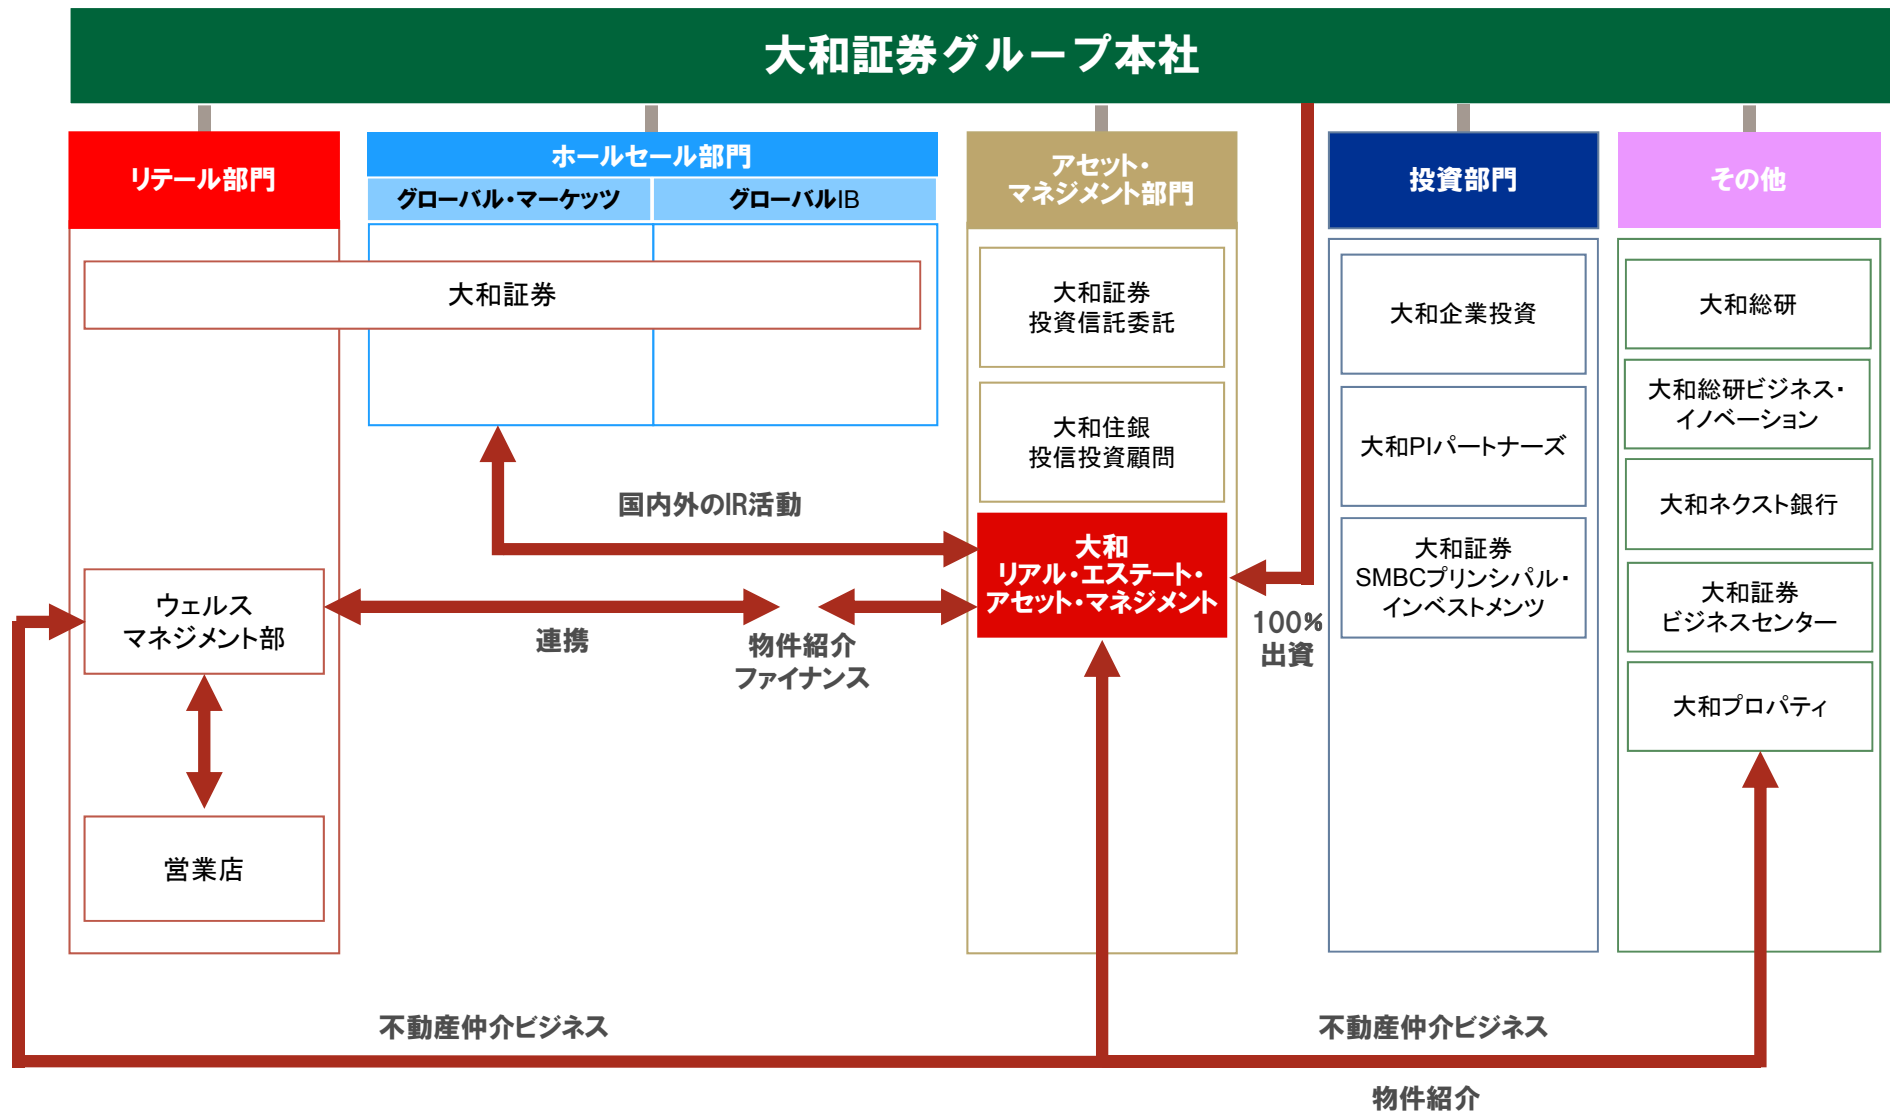 大和証券グループ本社
リテール部門
ホールセール部門
グローバル・マーケッツ
グローバルIB
アセット・
マネジメント部門
投資部門
その他
大和証券
大和証券
投資信託委託
大和住銀
投信投資顧問
大和
リアル・エステート・
アセット・マネジメント
大和企業投資
大和PIパートナーズ
大和証券
SMBCプリンシパル・
インベストメンツ
大和総研
大和総研ビジネス・
イノベーション
大和ネクスト銀行
大和証券
ビジネスセンター
大和プロパティ
国内外のIR活動
ウェルス
マネジメント部
連携
物件紹介
ファイナンス
100%
出資
営業店
不動産仲介ビジネス
不動産仲介ビジネス
物件紹介